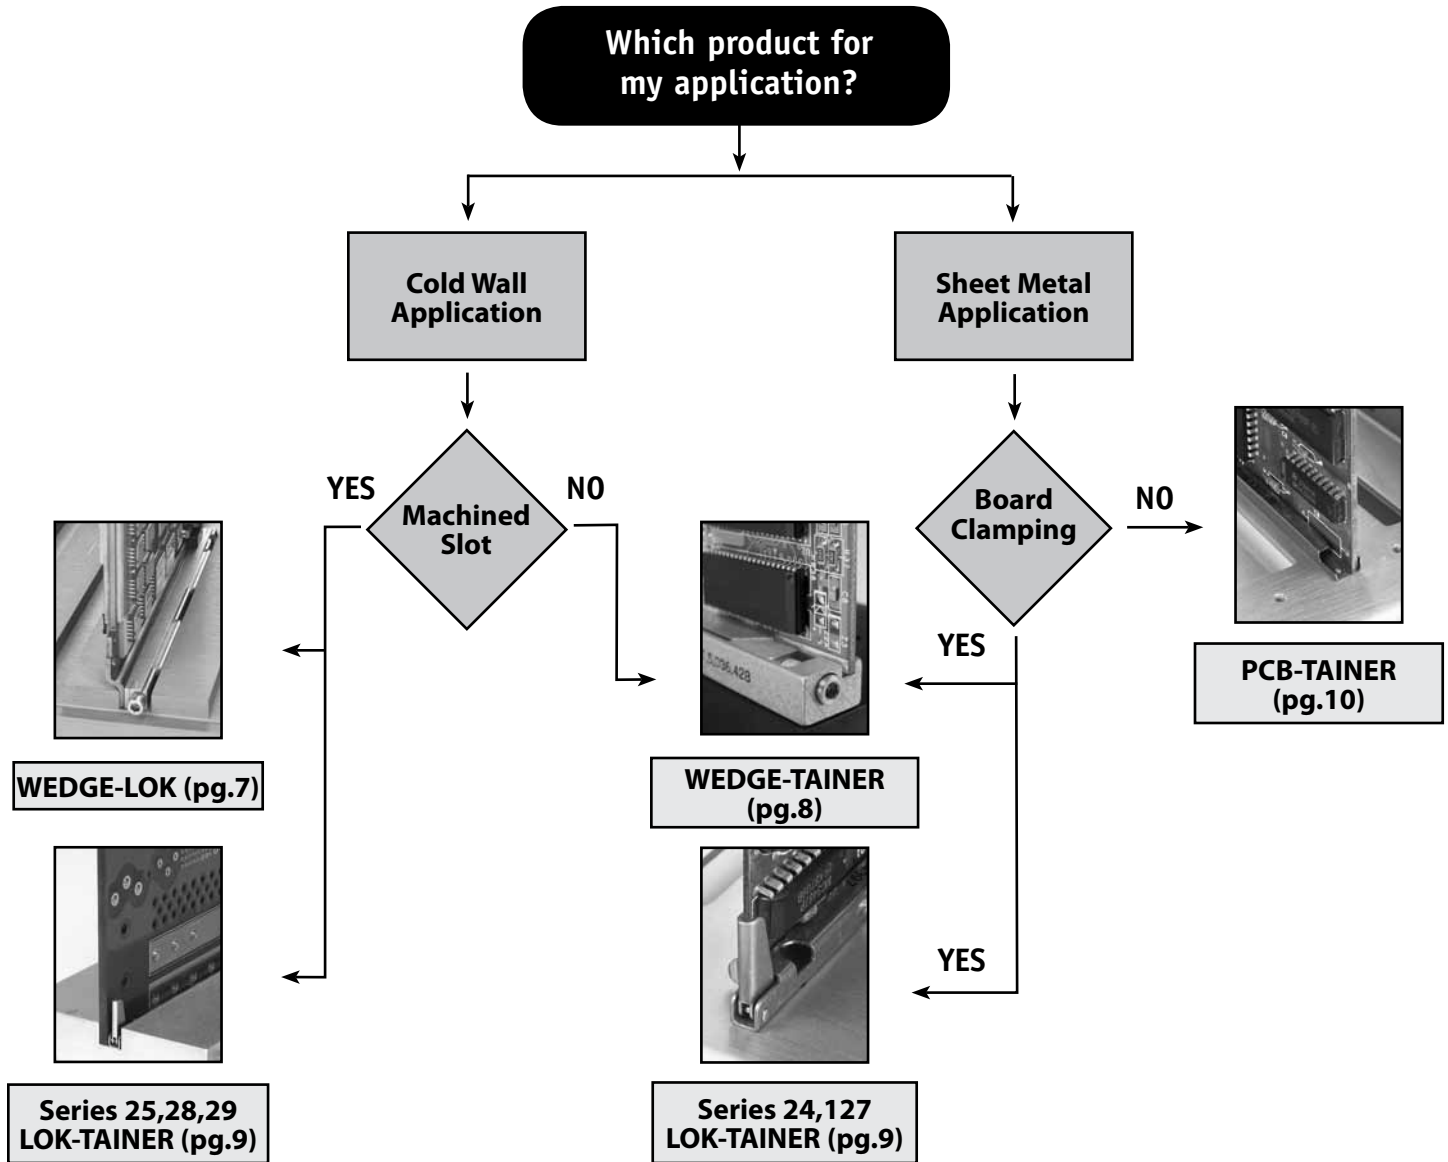 Which product for
my application?
Cold Wall
Application
Sheet Metal
Application
YES
NO
Machined
Slot
Board
Clamping
NO
YES
PCB-TAINER
(pg.10)
WEDGE-LOK (pg.7)
WEDGE-TAINER
(pg.8)
YES
Series 25,28,29
LOK-TAINER (pg.9)
Series 24,127
LOK-TAINER (pg.9)